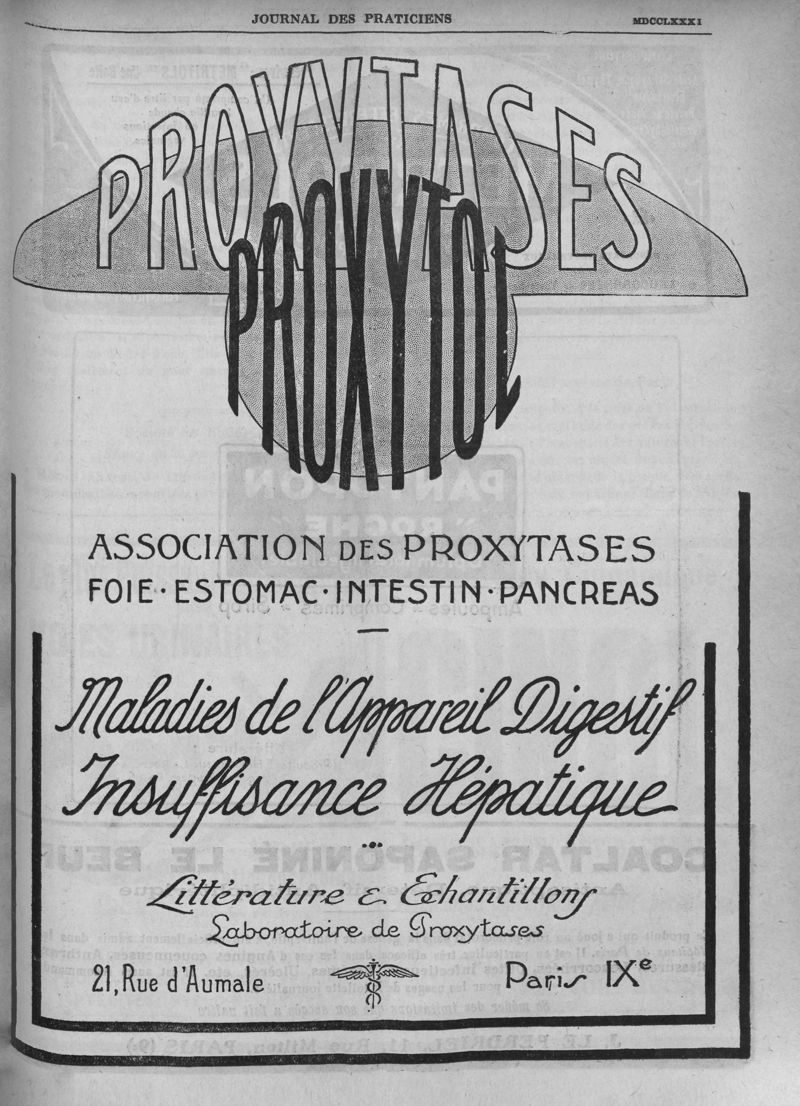 JOURNAL DES PRATICIENS
MDCCLXXXI
PROXYTASES
PROXYTOL
ASSOCIATION DES PROXYTASES
FOIE · ESTOMAC · INTESTIN · PANCREAS
Maladies de l'Appareil Digestif
Insuffisance Hépatique
Littérature & Echantillons
Laboratoire de Proxytases
21, Rue d'Aumale
Paris IXe